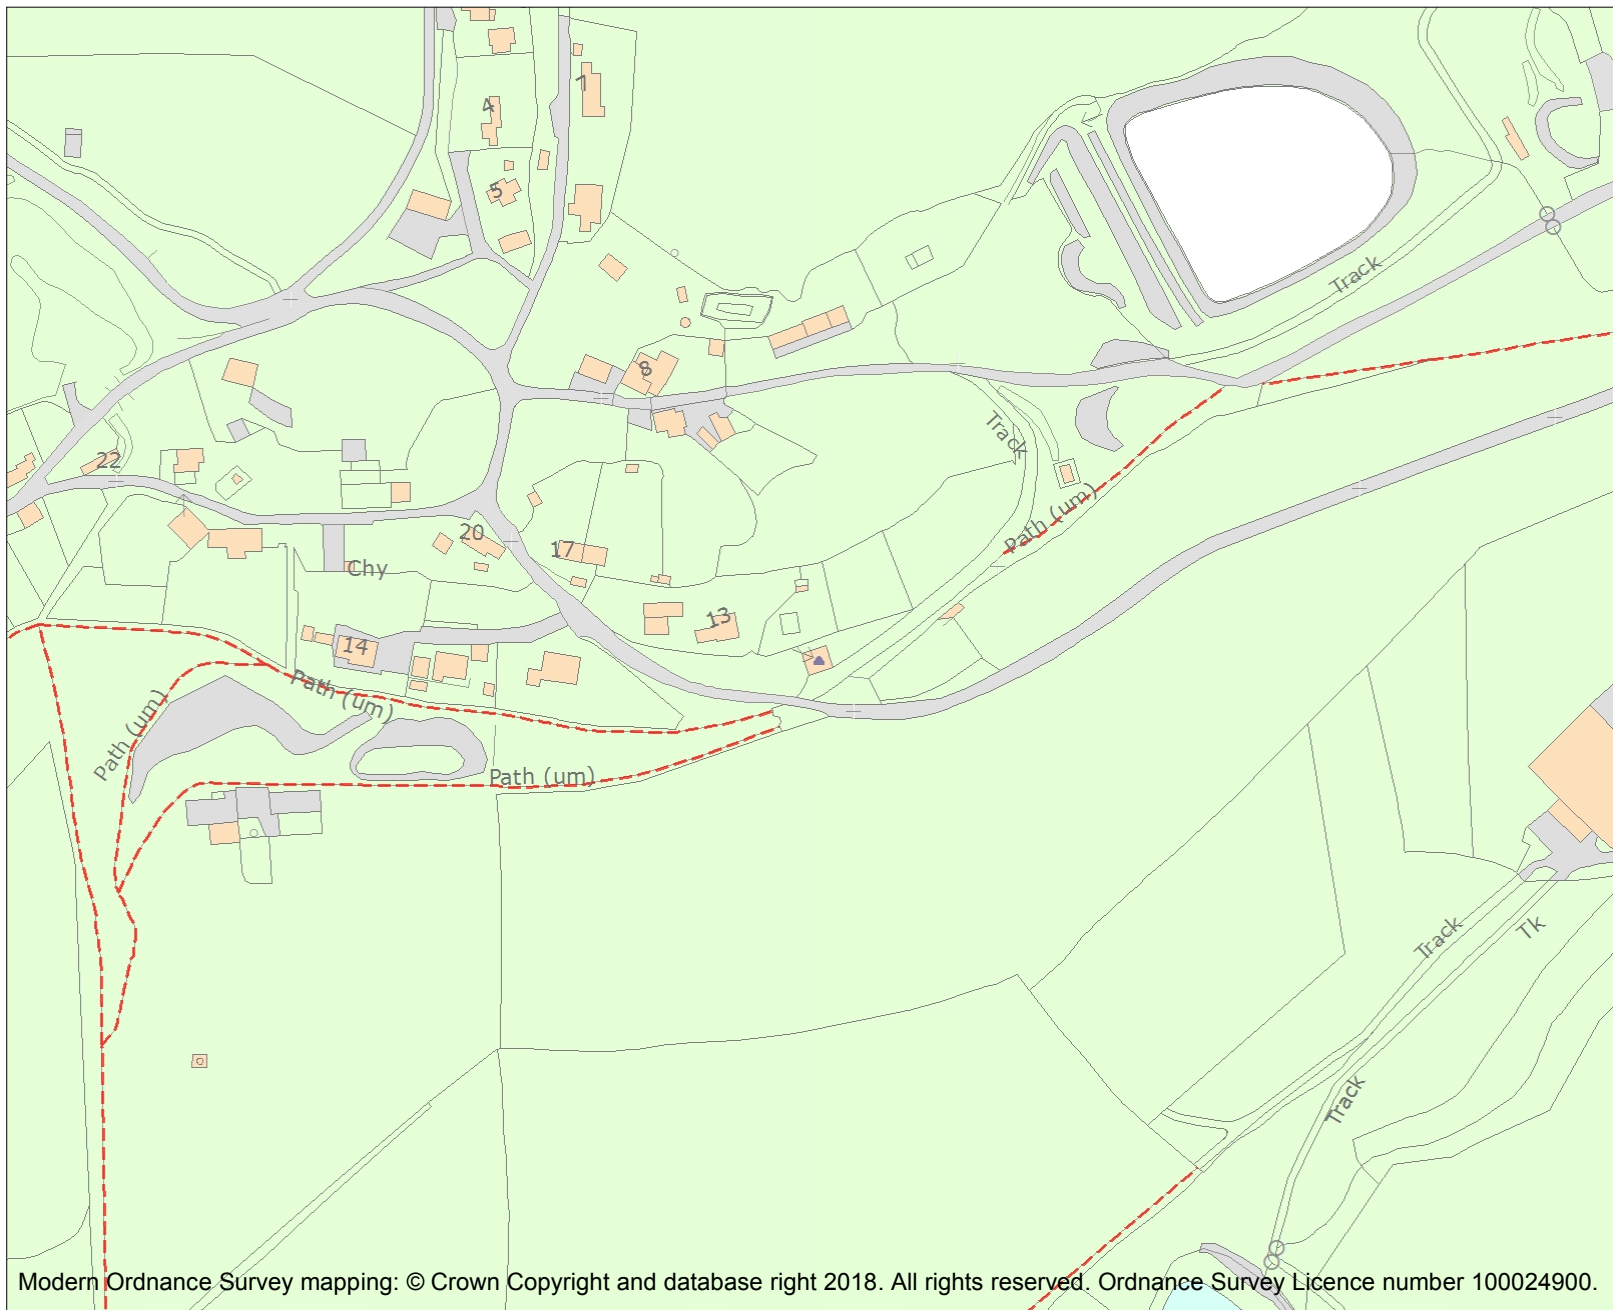 7
4
5
Track
8
Track
22
Path (um)
20
17
Chy
13
14
Path (um)
Path (um)
Path (um)
Track
Tk
Track
Modern Ordnance Survey mapping: © Crown Copyright and database right 2018. All rights reserved. Ordnance Survey Licence number 100024900.